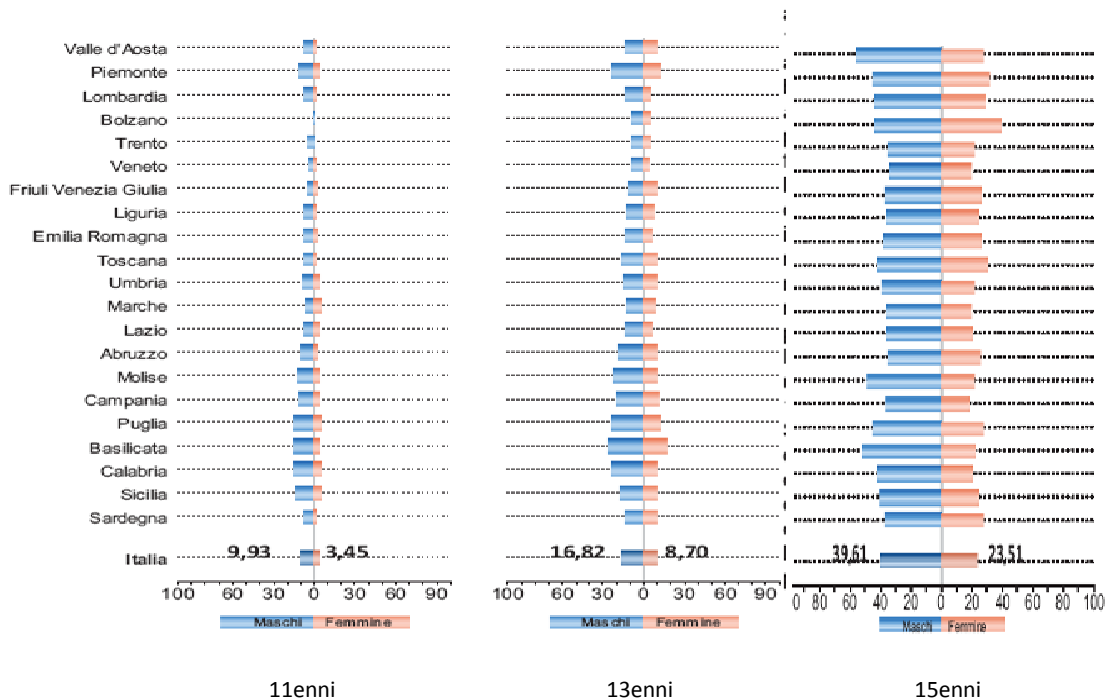 Valle d'Aosta
Piemonte
Lombardia
Bolzano
Trento
Veneto
Friuli Venezia Giulia
Liguria
Emilia Romagna
Toscana
Umbria
Marche
Lazio
Abruzzo
Molise
Campania
Puglia
Basilicata
Calabria
Sicilia
Sardegna
Italia 9,93 3,45 16,82 8,70 39,61 23,51
100 60 30 0 30 60 90 100 60 30 0 30 60 90 0 80 60 40 20 0 20 40 60 80 100
Maschi Femmine Maschi Femmine Maschi Femmine
11enni 13enni 15enni